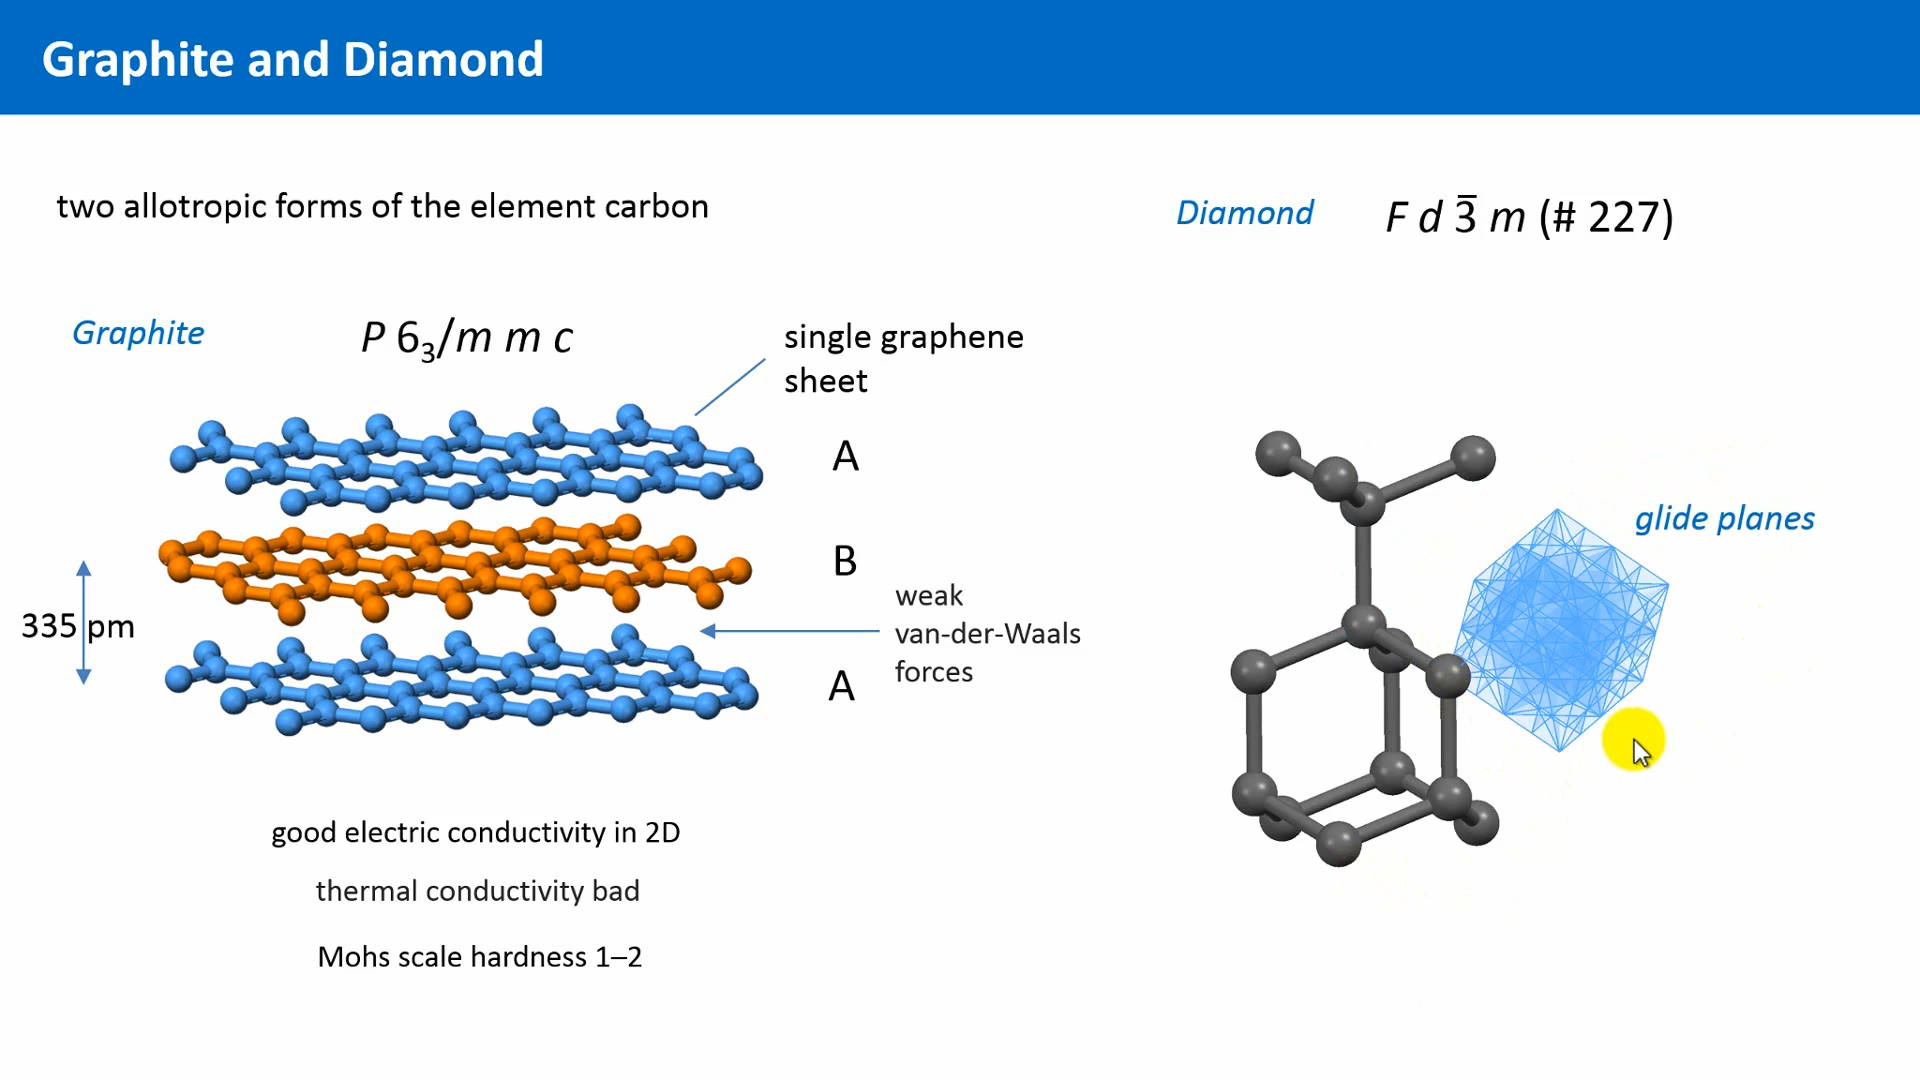 Graphite and Diamond
two allotropic forms of the element carbon
Diamond
F d 3̅ m (# 227)
Graphite
P 6₃/m m c
single graphene
sheet
A
B
A
335 pm
weak
van-der-Waals
forces
glide planes
good electric conductivity in 2D
thermal conductivity bad
Mohs scale hardness 1–2